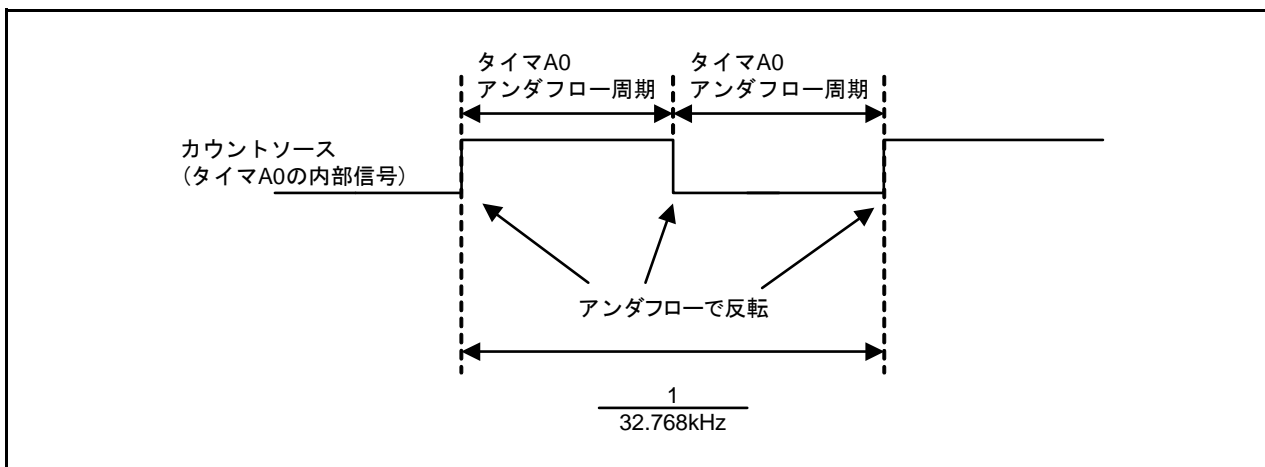 タイマA0
アンダフロー周期
タイマA0
アンダフロー周期
カウントソース
(タイマA0の内部信号)
アンダフローで反転
1
32.768kHz